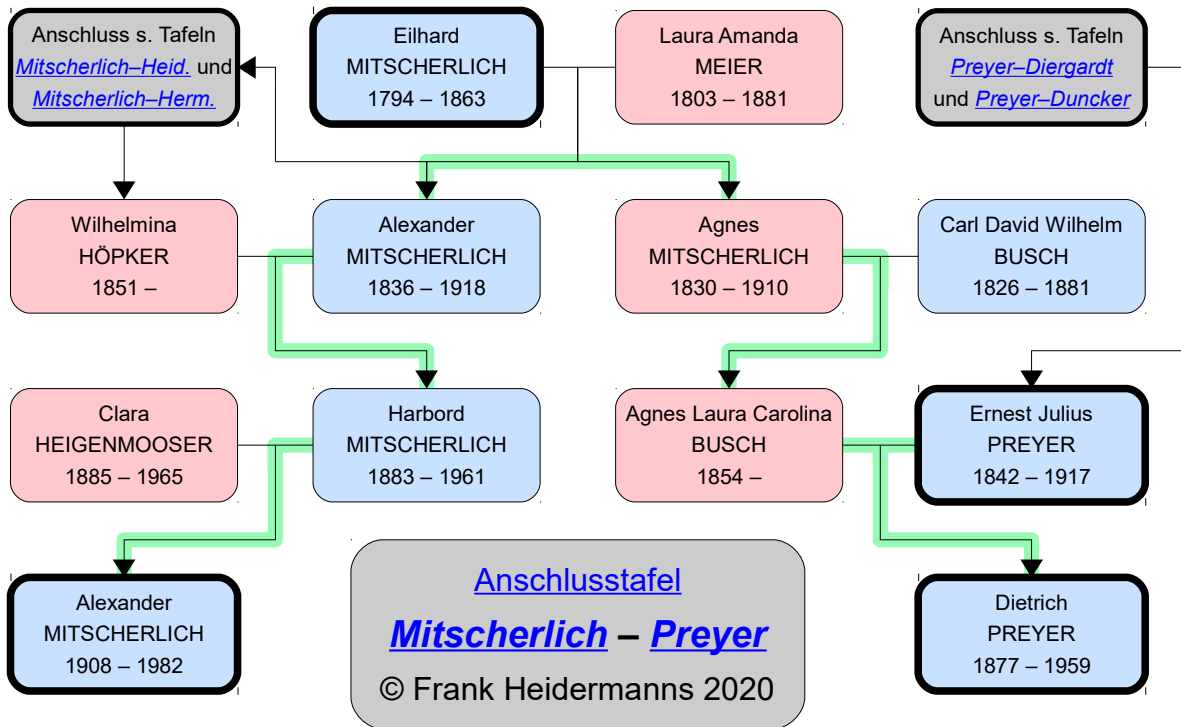 Anschluss s. Tafeln
Mitscherlich–Heid. und
Mitscherlich–Herm.
Eilhard
MITSCHERLICH
1794 – 1863
Laura Amanda
MEIER
1803 – 1881
Anschluss s. Tafeln
Preyer–Diergardt
und Preyer–Duncker
Wilhelmina
HÖPKER
1851 –
Alexander
MITSCHERLICH
1836 – 1918
Agnes
MITSCHERLICH
1830 – 1910
Carl David Wilhelm
BUSCH
1826 – 1881
Clara
HEIGENMOOSER
1885 – 1965
Harbord
MITSCHERLICH
1883 – 1961
Agnes Laura Carolina
BUSCH
1854 –
Ernest Julius
PREYER
1842 – 1917
Alexander
MITSCHERLICH
1908 – 1982
Anschlusstafel
Mitscherlich – Preyer
© Frank Heidermanns 2020
Dietrich
PREYER
1877 – 1959